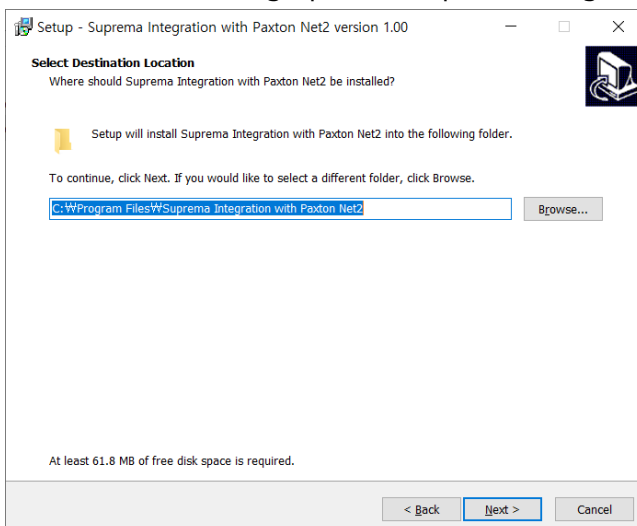 Setup - Suprema Integration with Paxton Net2 version 1.00
Select Destination Location
Where should Suprema Integration with Paxton Net2 be installed?
Setup will install Suprema Integration with Paxton Net2 into the following folder.
To continue, click Next. If you would like to select a different folder, click Browse.
C:₩Program Files₩Suprema Integration with Paxton Net2
Browse...
At least 61.8 MB of free disk space is required.
< Back Next > Cancel